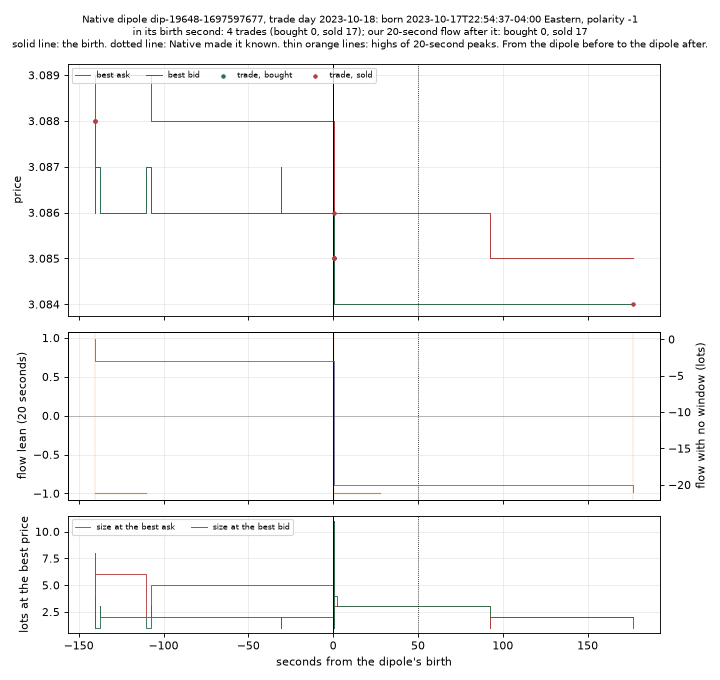 Native dipole dip-19648-1697597677, trade day 2023-10-18: born 2023-10-17T22:54:37-04:00 Eastern, polarity -1
in its birth second: 4 trades (bought 0, sold 17); our 20-second flow after it: bought 0, sold 17
solid line: the birth. dotted line: Native made it known. thin orange lines: highs of 20-second peaks. From the dipole before to the dipole after.
best ask best bid trade, bought trade, sold
3.089
3.088
3.087
3.086
3.085
3.084
price
1.0
0.5
0.0
−0.5
−1.0
flow lean (20 seconds)
0
−5
−10
−15
−20
flow with no window (lots)
size at the best ask size at the best bid
10.0
7.5
5.0
2.5
lots at the best price
−150 −100 −50 0 50 100 150
seconds from the dipole's birth